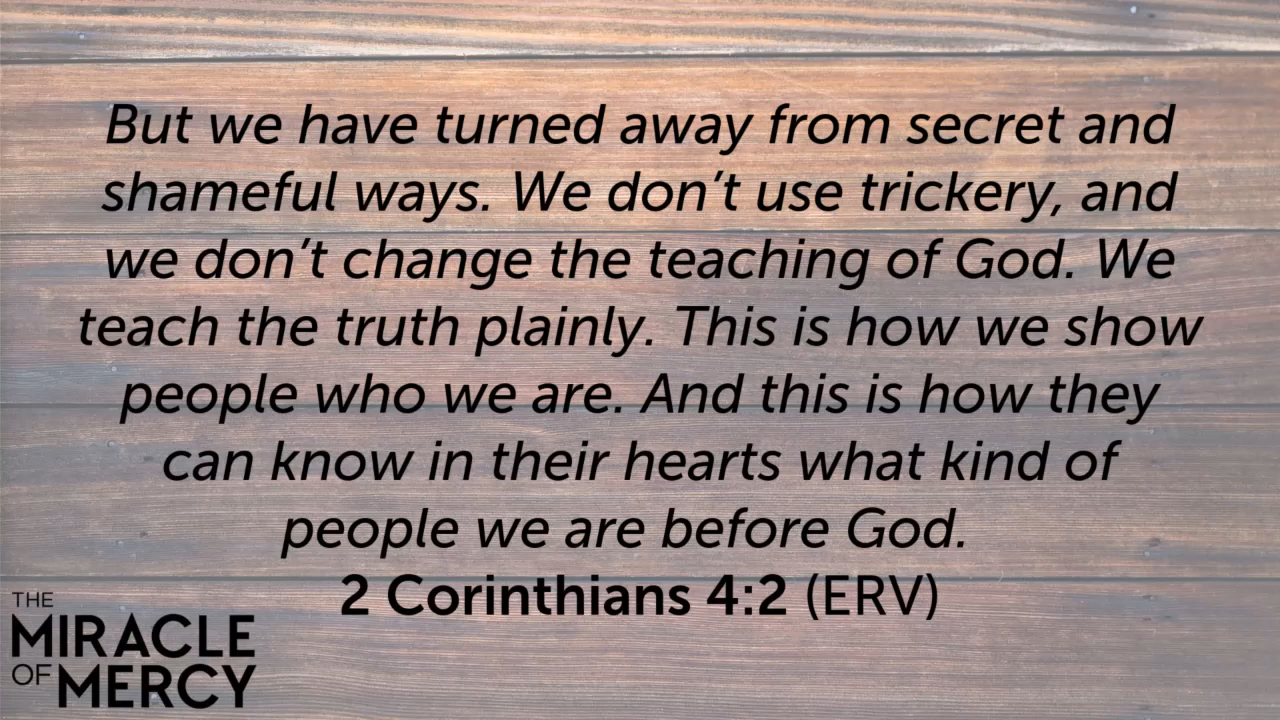 But we have turned away from secret and
shameful ways. We don’t use trickery, and
we don’t change the teaching of God. We
teach the truth plainly. This is how we show
people who we are. And this is how they
can know in their hearts what kind of
people we are before God.
2 Corinthians 4:2 (ERV)
THE
MIRACLE
OF MERCY